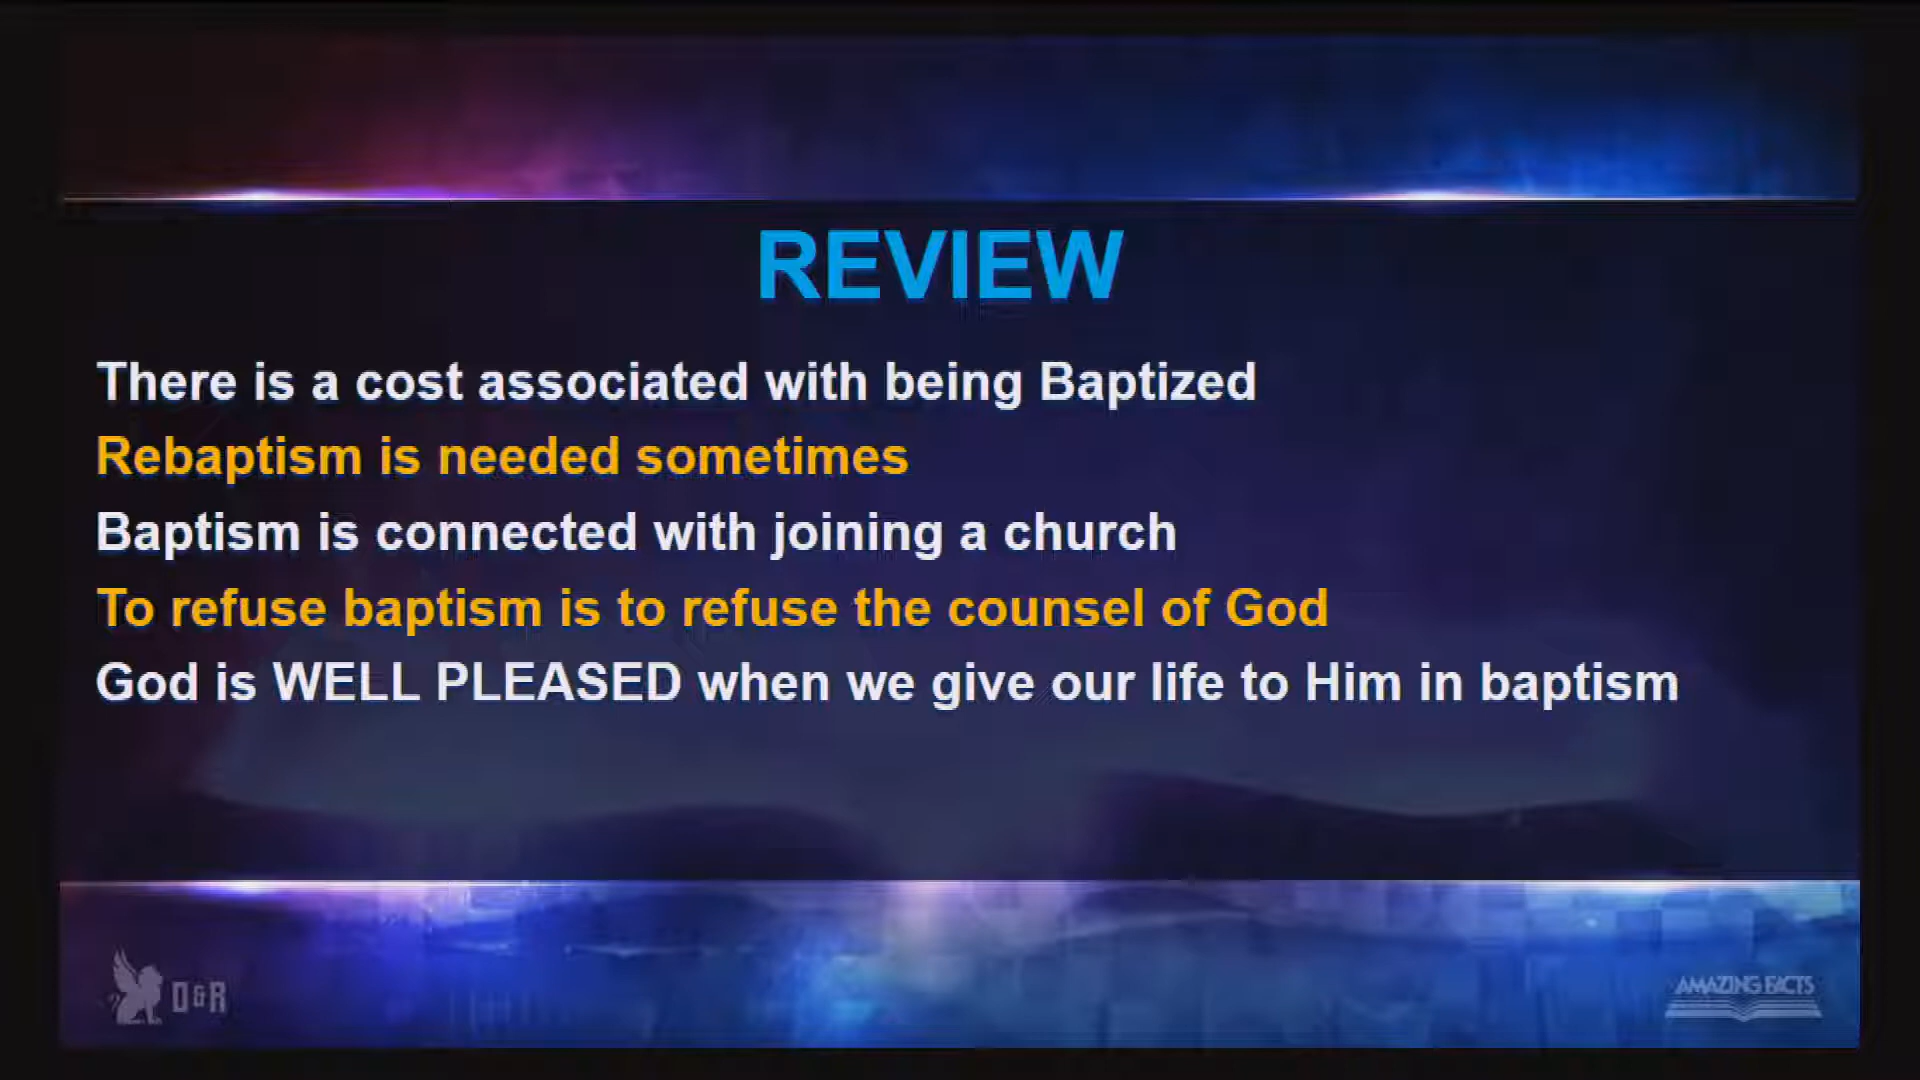 REVIEW
There is a cost associated with being Baptized
Rebaptism is needed sometimes
Baptism is connected with joining a church
To refuse baptism is to refuse the counsel of God
God is WELL PLEASED when we give our life to Him in baptism
D&R
AMAZING FACTS